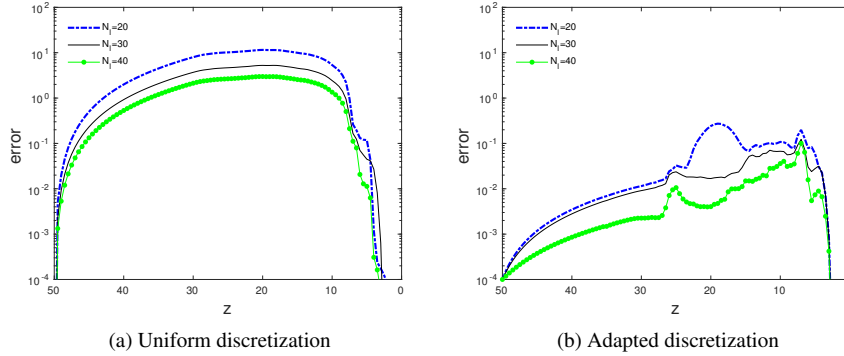 10^2
10^1
10^0
10^-1
10^-2
10^-3
10^-4
error
N_l=20
N_l=30
N_l=40
50 40 30 20 10 0
z
(a) Uniform discretization
10^2
10^1
10^0
10^-1
10^-2
10^-3
10^-4
error
N_l=20
N_l=30
N_l=40
50 40 30 20 10
z
(b) Adapted discretization